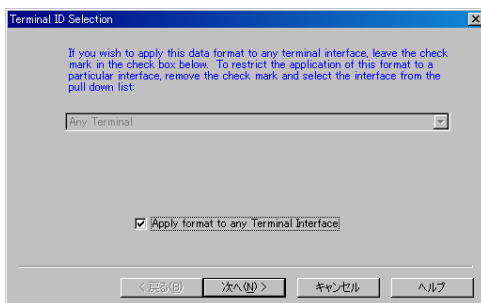 Terminal ID Selection
If you wish to apply this data format to any terminal interface, leave the check
mark in the check box below. To restrict the application of this format to a
particular interface, remove the check mark and select the interface from the
pull down list:
Any Terminal
Apply format to any Terminal Interface
< 戻る(B) 次へ(N) > キャンセル ヘルプ